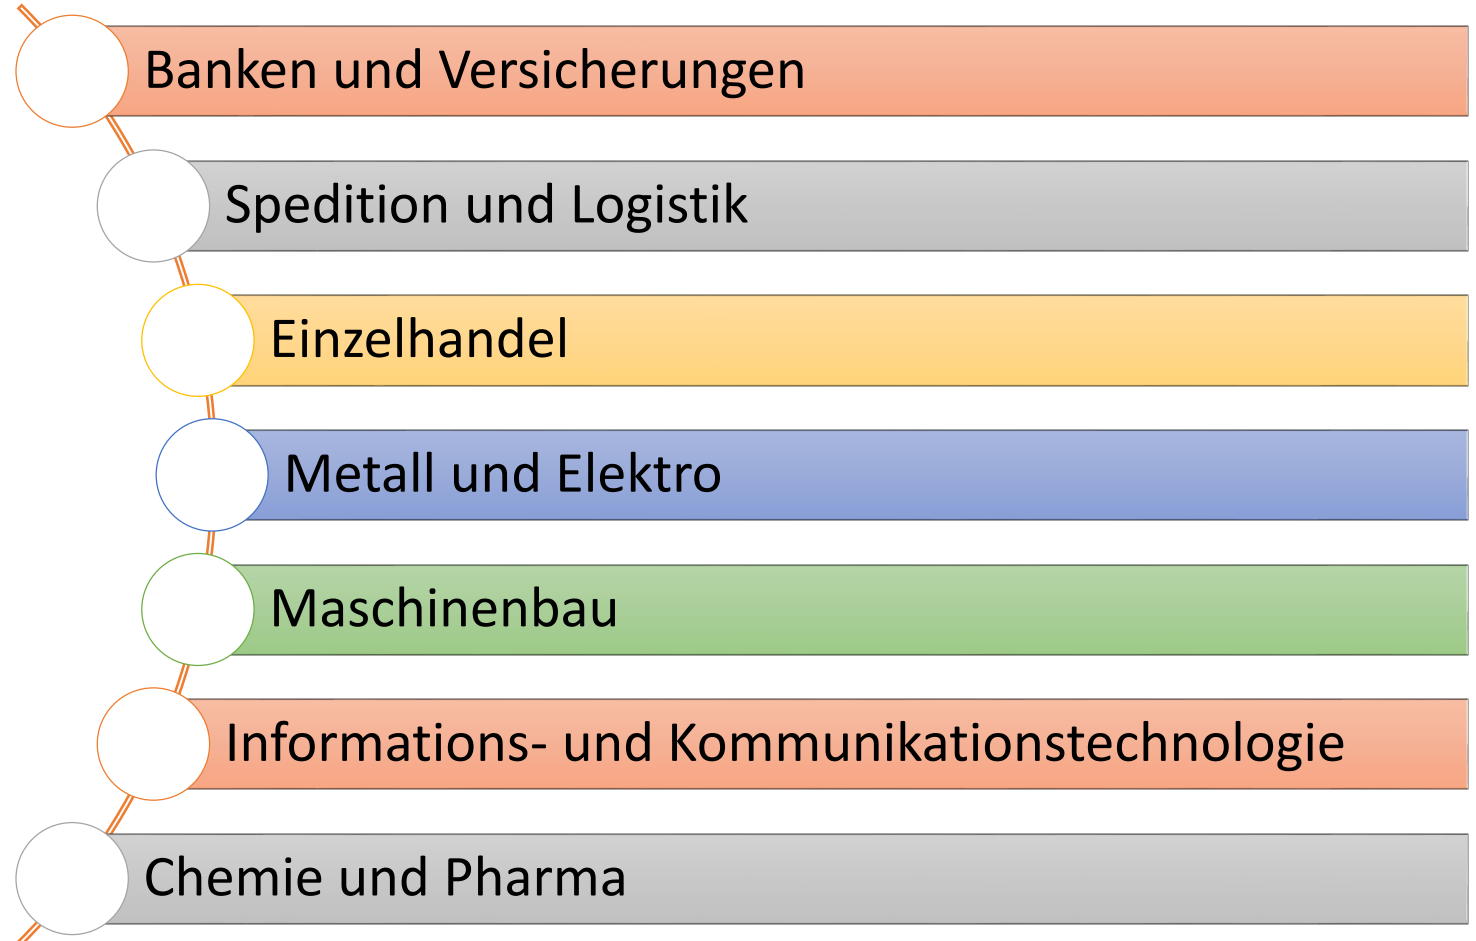 Banken und Versicherungen
Spedition und Logistik
Einzelhandel
Metall und Elektro
Maschinenbau
Informations- und Kommunikationstechnologie
Chemie und Pharma